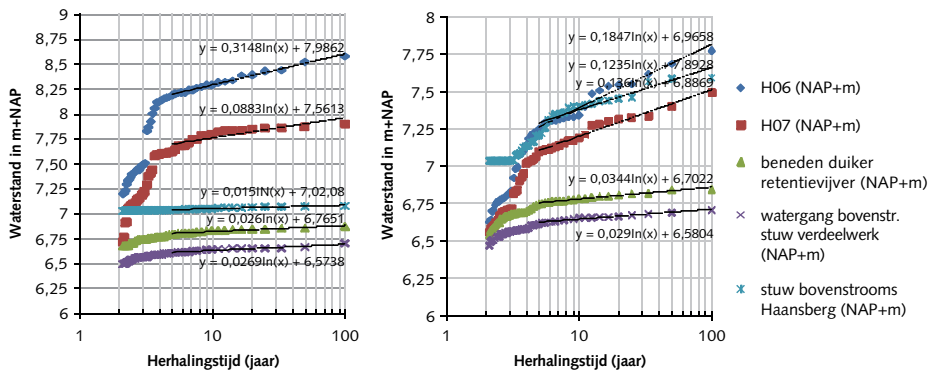 Waterstand in m+NAP
9
8,75
8,5
8,25
8
7,75
7,50
7,25
7
6,75
6,5
6,25
6
y = 0,3148ln(x) + 7,9862
y = 0.0883ln(x) + 7,5613
y = 0,015lN(x) + 7,02,08
y = 0,026ln(x) + 6,7651
y = 0,0269ln(x) + 6,5738
1
10
100
Herhalingstijd (jaar)
Waterstand in m+NAP
8
7,75
7,50
7,25
7
6,75
6,5
6,25
6
y = 0,1847ln(x) + 6,9658
y = 0,1235ln(x) + 7,8928
y = 0,136ln(x) + 6,8869
y = 0,0344ln(x) + 6,7022
y = 0,029ln(x) + 6,5804
1
10
100
Herhalingstijd (jaar)
H06 (NAP+m)
H07 (NAP+m)
beneden duiker
retentievijver (NAP+m)
watergang bovenstr.
stuw verdeelwerk
(NAP+m)
stuw bovenstrooms
Haansberg (NAP+m)